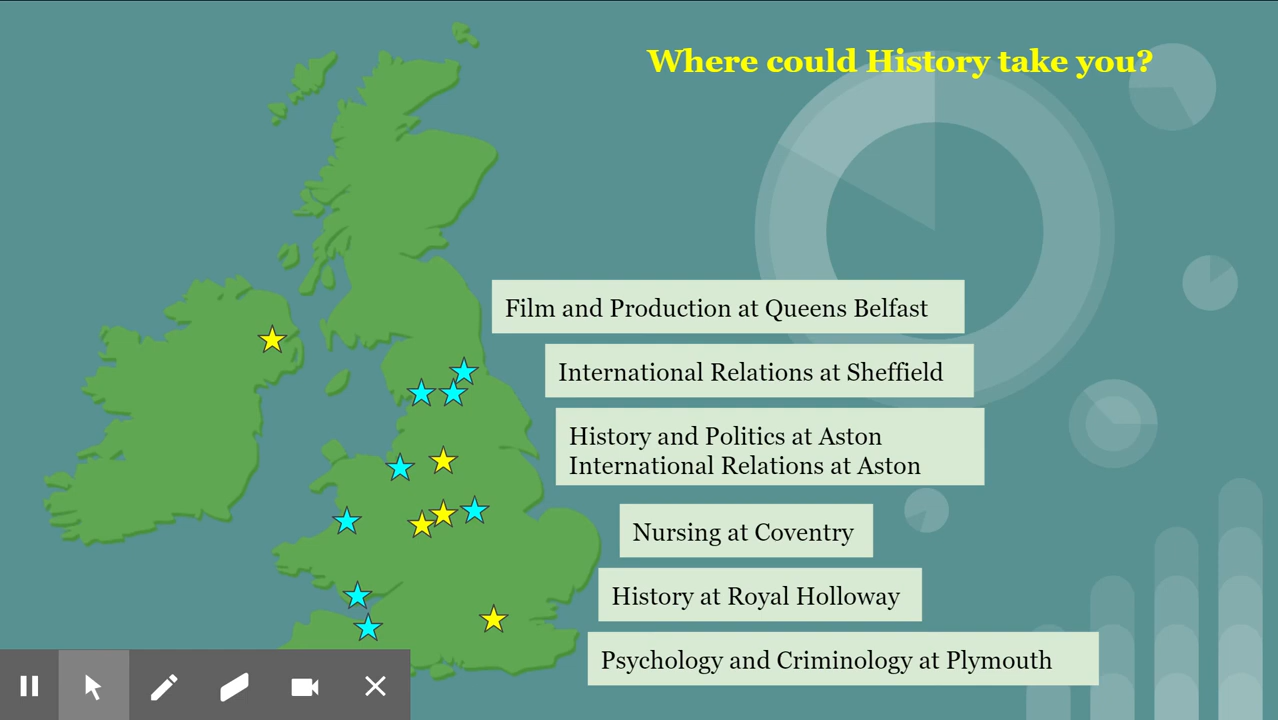 Where could History take you?
Film and Production at Queens Belfast
International Relations at Sheffield
History and Politics at Aston
International Relations at Aston
Nursing at Coventry
History at Royal Holloway
Psychology and Criminology at Plymouth